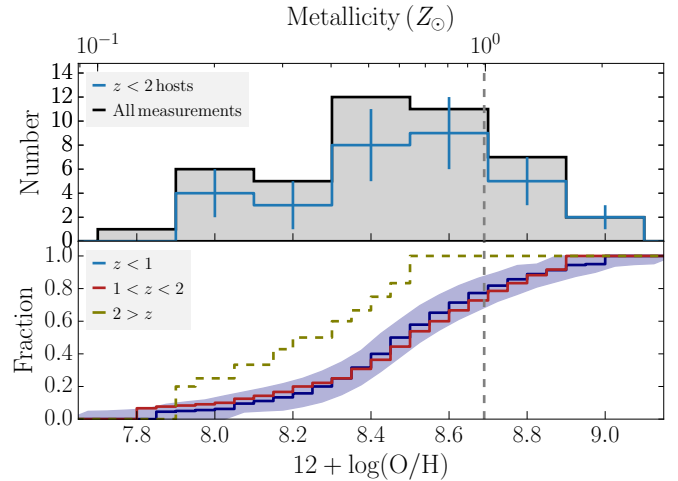 Metallicity (Z⊙)
10⁻¹ 10⁰
14
12
10
8
6
4
2
0
Number
z < 2 hosts
All measurements
1.0
0.8
0.6
0.4
0.2
0.0
Fraction
z < 1
1 < z < 2
2 > z
7.8 8.0 8.2 8.4 8.6 8.8 9.0
12 + log(O/H)